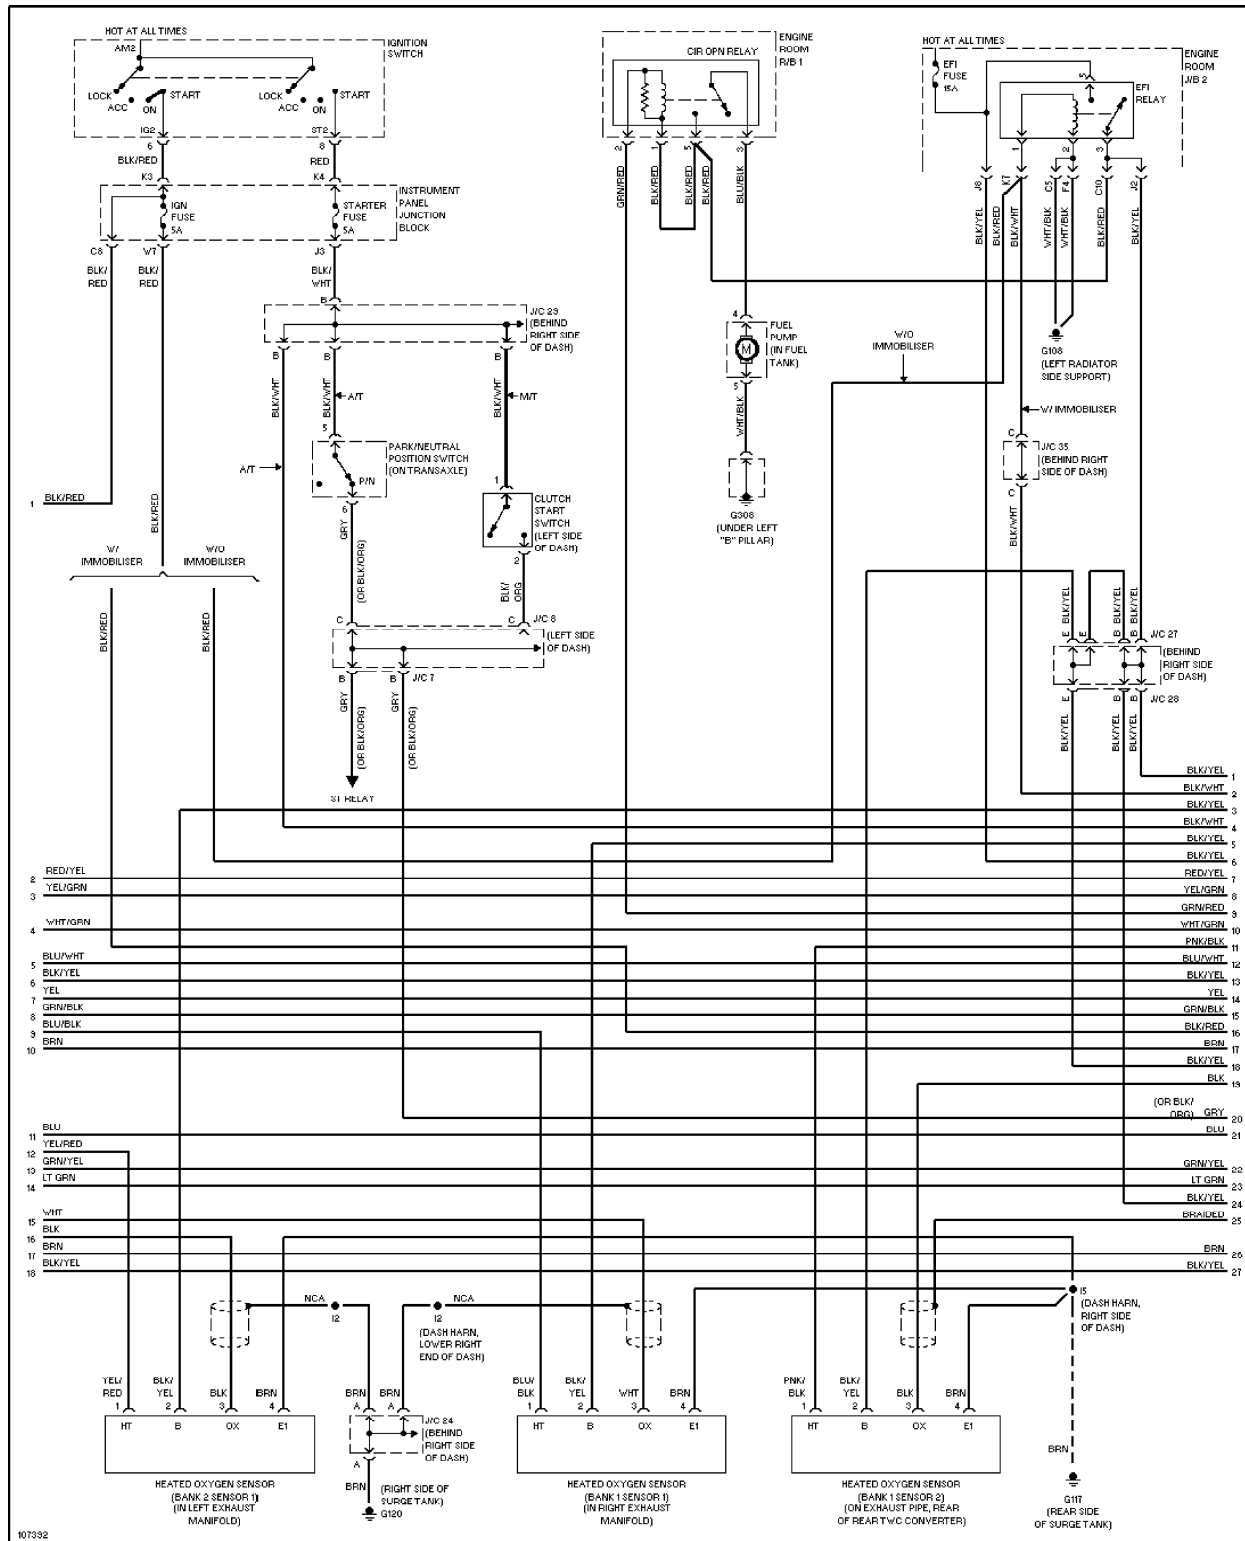 HOT AT ALL TIMES
AM2
IGNITION
SWITCH
LOCK
ACC
ON
START
LOCK
ACC
ON
START
IG2
ST2
6
8
BLK/RED
RED
K3
K4
IGN
FUSE
5A
STARTER
FUSE
5A
INSTRUMENT
PANEL
JUNCTION
BLOCK
C8
W7
J3
BLK/
RED
BLK/
RED
BLK/
WHT
B
J/C 29
(BEHIND
RIGHT SIDE
OF DASH)
B
B
B
BLK/WHT
BLK/WHT
BLK/WHT
A/T
M/T
A/T
5
PARK/NEUTRAL
POSITION SWITCH
(ON TRANSAXLE)
P/N
6
1
CLUTCH
START
SWITCH
(LEFT SIDE
OF DASH)
2
GRY
(OR BLK/ORG)
BLK/
ORG
1
BLK/RED
BLK/RED
W/
IMMOBILISER
W/O
IMMOBILISER
BLK/RED
BLK/RED
C
C
J/C 8
(LEFT SIDE
OF DASH)
B
B
J/C 7
GRY
(OR BLK/ORG)
GRY
(OR BLK/ORG)
ST RELAY
ENGINE
ROOM
R/B 1
CIR OPN RELAY
2
1
5
3
GRN/RED
BLK/RED
BLK/RED
BLK/RED
BLU/BLK
4
FUEL
PUMP
(IN FUEL
TANK)
M
5
WHT/BLK
G308
(UNDER LEFT
"B" PILLAR)
W/O
IMMOBILISER
HOT AT ALL TIMES
ENGINE
ROOM
J/B 2
EFI
FUSE
15A
5
EFI
RELAY
1
2
3
J8
K7
C5
F4
C10
J2
BLK/YEL
BLK/RED
BLK/WHT
WHT/BLK
WHT/BLK
BLK/RED
BLK/YEL
G108
(LEFT RADIATOR
SIDE SUPPORT)
W/ IMMOBILISER
C
J/C 35
(BEHIND RIGHT
SIDE OF DASH)
C
BLK/WHT
BLK/YEL
BLK/YEL
BLK/YEL
E
E
B
B
J/C 27
(BEHIND
RIGHT SIDE
OF DASH)
E
B
B
J/C 28
BLK/YEL
BLK/YEL
BLK/YEL
BLK/YEL 1
BLK/WHT 2
BLK/YEL 3
BLK/WHT 4
BLK/YEL 5
BLK/YEL 6
2 RED/YEL RED/YEL 7
3 YEL/GRN YEL/GRN 8
GRN/RED 9
4 WHT/GRN WHT/GRN 10
PNK/BLK 11
5 BLU/WHT BLU/WHT 12
6 BLK/YEL BLK/YEL 13
7 YEL YEL 14
8 GRN/BLK GRN/BLK 15
9 BLU/BLK BLK/RED 16
10 BRN BRN 17
BLK/YEL 18
BLK 19
(OR BLK/
ORG) GRY 20
11 BLU BLU 21
12 YEL/RED
13 GRN/YEL GRN/YEL 22
14 LT GRN LT GRN 23
BLK/YEL 24
15 WHT BRAIDED 25
16 BLK
17 BRN BRN 26
18 BLK/YEL BLK/YEL 27
NCA
I2
NCA
I2
(DASH HARN,
LOWER RIGHT
END OF DASH)
I5
(DASH HARN,
RIGHT SIDE
OF DASH)
YEL/
RED
BLK/
YEL
BLK
BRN
1
2
3
4
HT
B
OX
E1
HEATED OXYGEN SENSOR
(BANK 2 SENSOR 1)
(IN LEFT EXHAUST
MANIFOLD)
BRN
BRN
A
A
J/C 24
(BEHIND
RIGHT SIDE
OF DASH)
A
BRN
(RIGHT SIDE OF
SURGE TANK)
G120
BLU/
BLK
BLK/
YEL
WHT
BRN
1
2
3
4
HT
B
OX
E1
HEATED OXYGEN SENSOR
(BANK 1 SENSOR 1)
(IN RIGHT EXHAUST
MANIFOLD)
PNK/
BLK
BLK/
YEL
BLK
BRN
1
2
3
4
HT
B
OX
E1
HEATED OXYGEN SENSOR
(BANK 1 SENSOR 2)
(ON EXHAUST PIPE, REAR
OF REAR TWC CONVERTER)
BRN
G117
(REAR SIDE
OF SURGE TANK)
107392